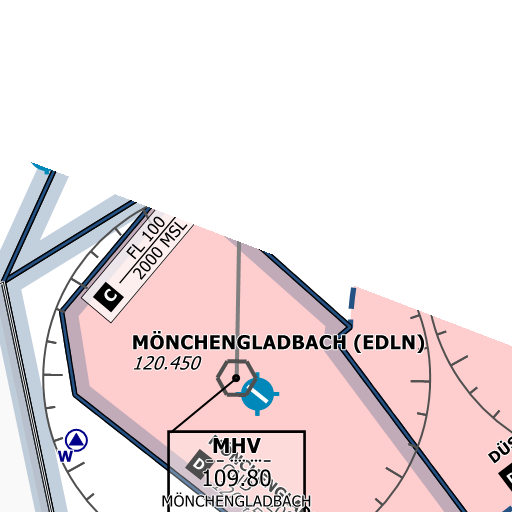 FL 100
2000 MSL
C
MÖNCHENGLADBACH (EDLN)
120.450
W
MHV
109.80
MÖNCHENGLADBACH
D